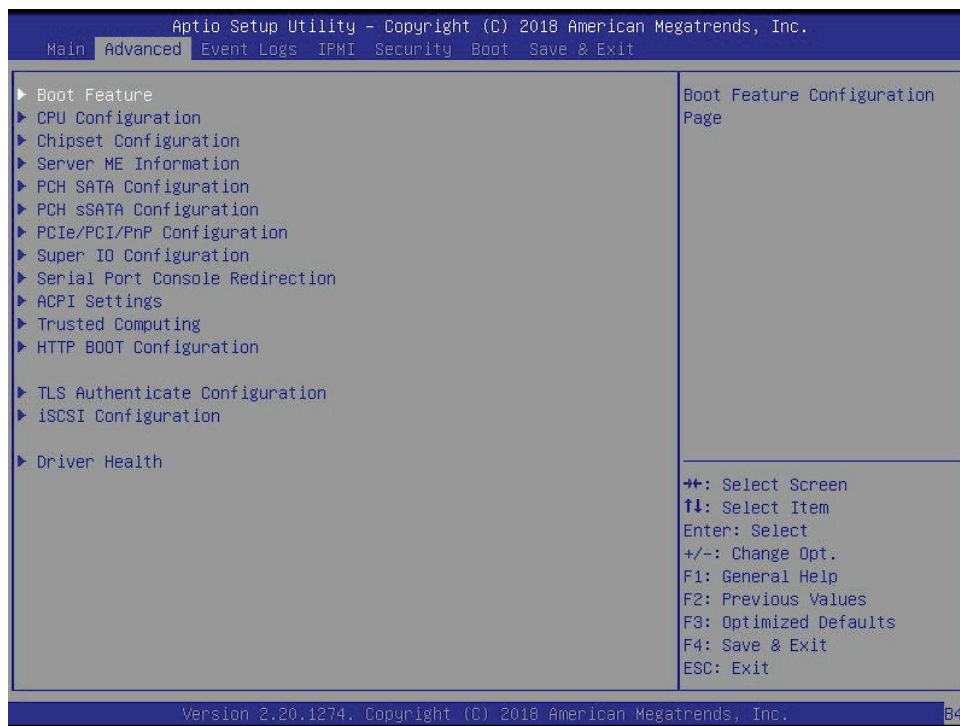 Aptio Setup Utility – Copyright (C) 2018 American Megatrends, Inc.
Main Advanced Event Logs IPMI Security Boot Save & Exit
Boot Feature
CPU Configuration
Chipset Configuration
Server ME Information
PCH SATA Configuration
PCH sSATA Configuration
PCIe/PCI/PnP Configuration
Super IO Configuration
Serial Port Console Redirection
ACPI Settings
Trusted Computing
HTTP BOOT Configuration
TLS Authenticate Configuration
iSCSI Configuration
Driver Health
Boot Feature Configuration
Page
→←: Select Screen
↑↓: Select Item
Enter: Select
+/-: Change Opt.
F1: General Help
F2: Previous Values
F3: Optimized Defaults
F4: Save & Exit
ESC: Exit
Version 2.20.1274. Copyright (C) 2018 American Megatrends, Inc.
B4